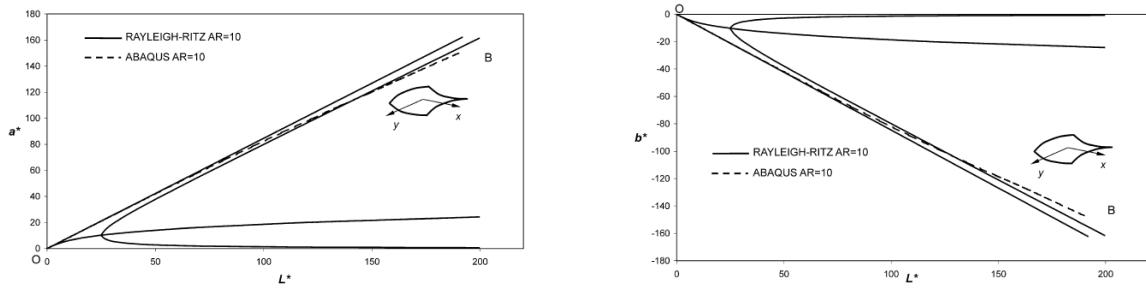 180
160
140
120
100
80
60
40
20
0
a*
RAYLEIGH-RITZ AR=10
ABAQUS AR=10
B
y
x
O
0
50
100
150
200
L*
O
0
-20
-40
-60
-80
-100
-120
-140
-160
-180
b*
RAYLEIGH-RITZ AR=10
ABAQUS AR=10
y
x
B
0
50
100
150
200
L*